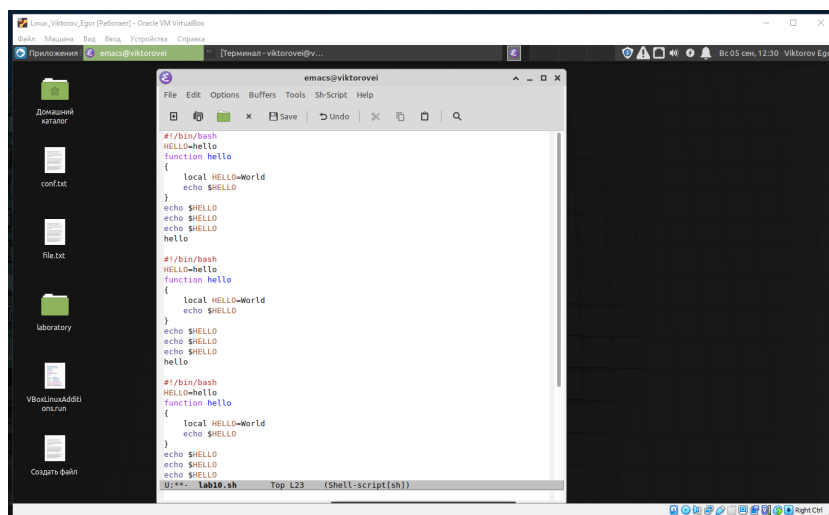 Linux_Viktorov_Egor [Работает] - Oracle VM VirtualBox
Файл Машина Вид Ввод Устройства Справка
Приложения emacs@viktorovei [Терминал - viktorovei@v... Вс 05 сен, 12:30 Viktorov Ego
Домашний
каталог
conf.txt
file.txt
laboratory
VBoxLinuxAdditi
ons.run
Создать файл
emacs@viktorovei
File Edit Options Buffers Tools Sh-Script Help
Save Undo
#!/bin/bash
HELLO=hello
function hello
{
    local HELLO=World
    echo $HELLO
}
echo $HELLO
echo $HELLO
echo $HELLO
hello

#!/bin/bash
HELLO=hello
function hello
{
    local HELLO=World
    echo $HELLO
}
echo $HELLO
echo $HELLO
echo $HELLO
hello

#!/bin/bash
HELLO=hello
function hello
{
    local HELLO=World
    echo $HELLO
}
echo $HELLO
echo $HELLO
echo $HELLO
U:**- lab10.sh Top L23 (Shell-script[sh])
Right Ctrl